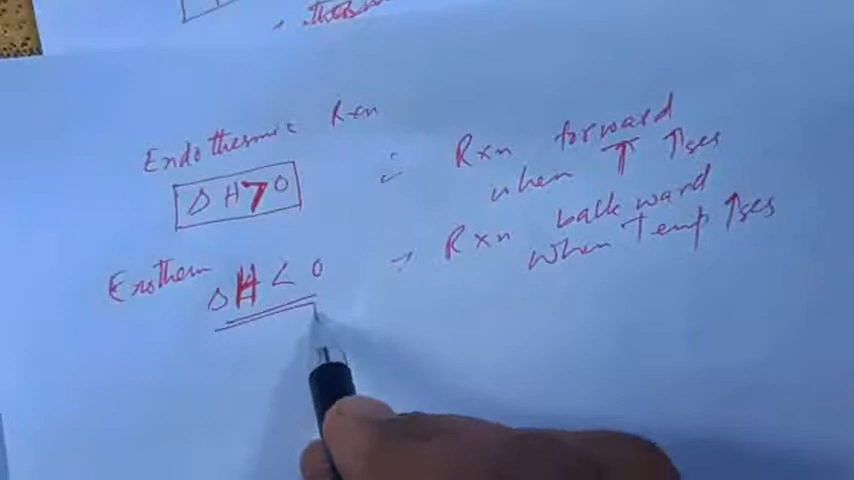 Endothermic Rxn
ΔH>0
Rxn forward
when T ↑ses
Exotherm
ΔH < 0
Rxn backward
when Temp ↑ses